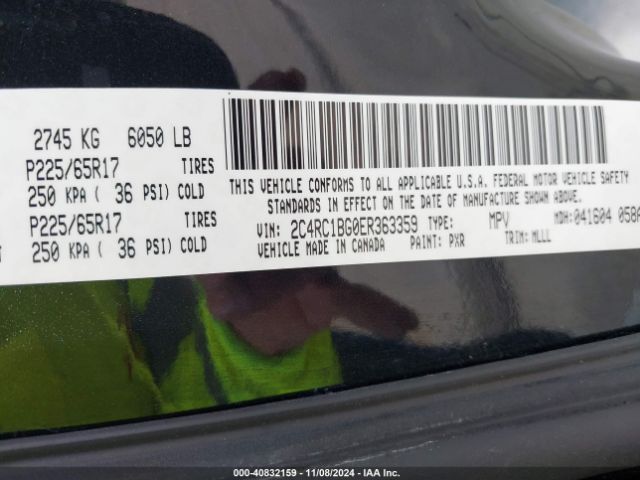 2745 KG 6050 LB
P225/65R17 TIRES
250 KPA ( 36 PSI) COLD
P225/65R17 TIRES
250 KPA ( 36 PSI) COLD
THIS VEHICLE CONFORMS TO ALL APPLICABLE U.S.A. FEDERAL MOTOR VEHICLE SAFETY
STANDARDS IN EFFECT ON THE DATE OF MANUFACTURE SHOWN ABOVE.
VIN: 2C4RC1BG0ER363359 TYPE: MPV MDH: 041604
VEHICLE MADE IN CANADA PAINT: PXR TRIM: MLLL
000-40832159 - 11/08/2024 - IAA Inc.